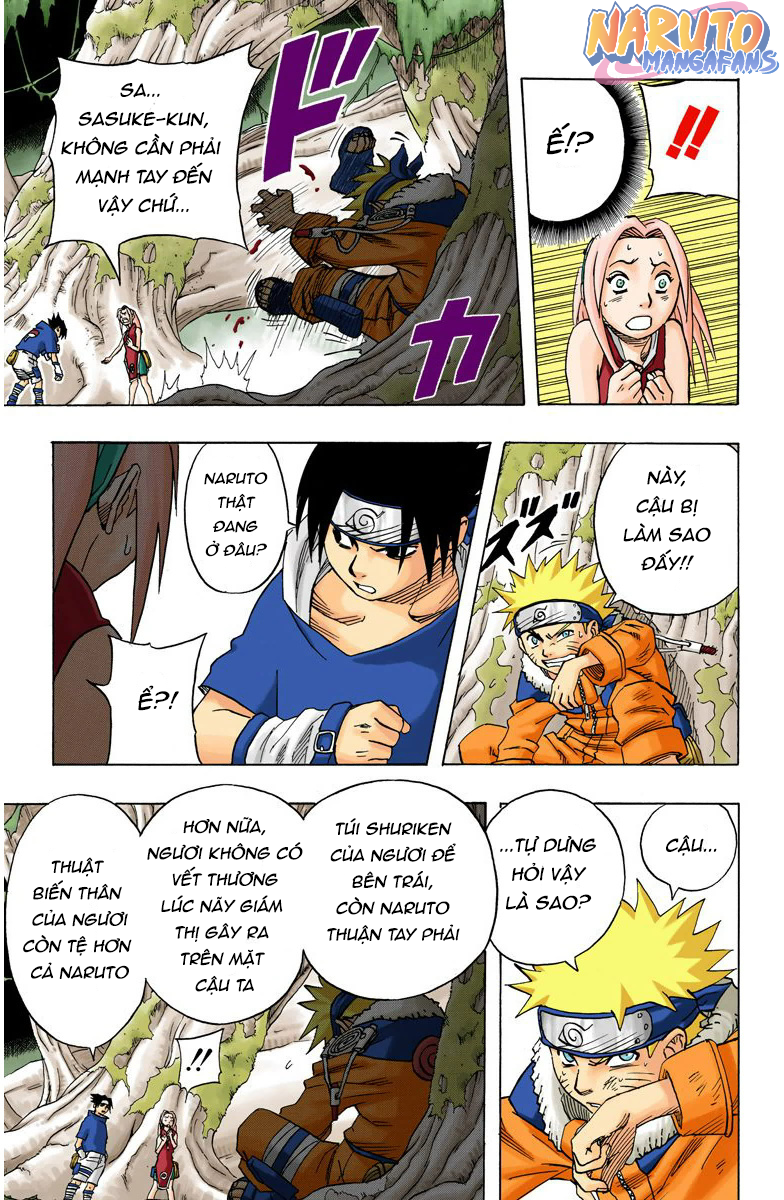 NARUTO
MANGAFANS
!!
Ế!?
SA...
SASUKE-KUN,
KHÔNG CẦN PHẢI
MẠNH TAY ĐẾN
VẬY CHỨ...
ドドカ
NÀY,
CẬU BỊ
LÀM SAO
ĐẤY!!
ズズ
NARUTO
THẬT
ĐANG
Ở ĐÂU?
Ể?!
CẬU...
...TỰ DƯNG
HỎI VẬY
LÀ SAO?
TÚI SHURIKEN
CỦA NGƯƠI ĐỂ
BÊN TRÁI,
CÒN NARUTO
THUẬN TAY PHẢI
HƠN NỮA,
NGƯƠI KHÔNG CÓ
VẾT THƯƠNG
LÚC NÃY GIÁM
THỊ GÂY RA
TRÊN MẶT
CẬU TA
THUẬT
BIẾN THÂN
CỦA NGƯƠI
CÒN TỆ HƠN
CẢ NARUTO
!!